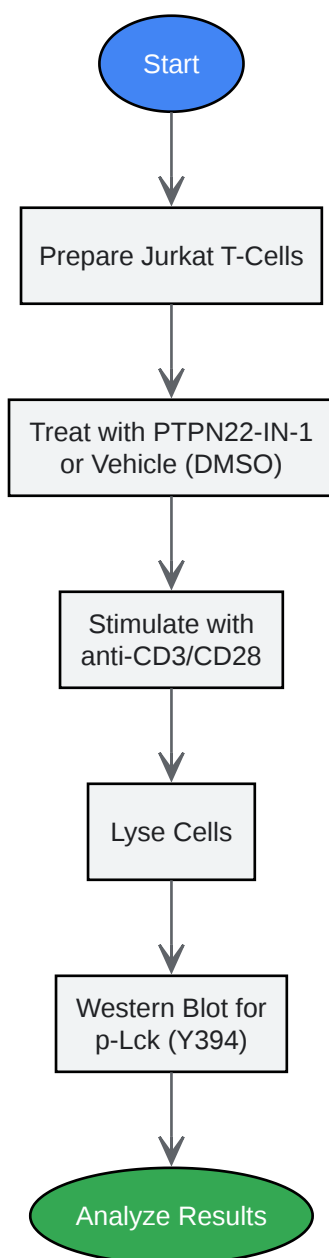 Start
Prepare Jurkat T-Cells
Treat with PTPN22-IN-1
or Vehicle (DMSO)
Stimulate with
anti-CD3/CD28
Lyse Cells
Western Blot for
p-Lck (Y394)
Analyze Results